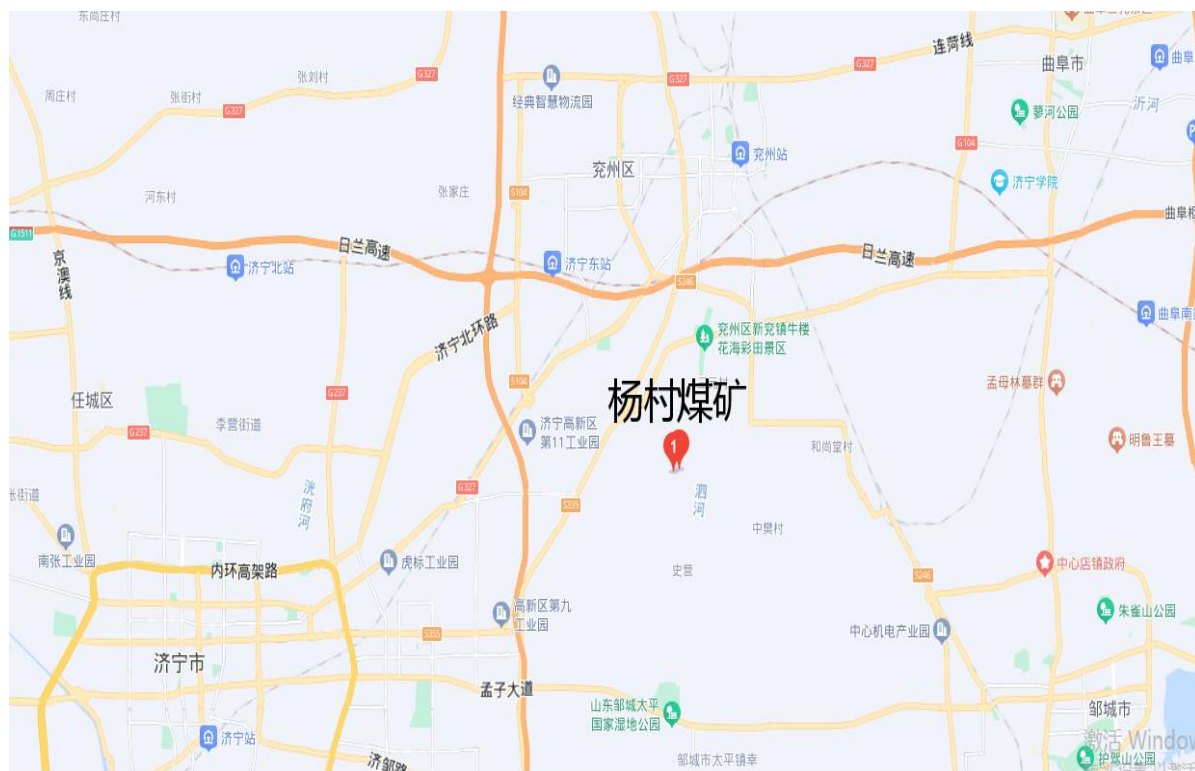 东尚庄村
连菏线
曲阜市
曲阜
G327
张刘村
G327
G327
经典智慧物流园
周庄村
张街村
G327
沂河
蓼河公园
G104
兖州站
兖州区
济宁学院
张家庄
S104
河东村
曲阜
G1511
日兰高速
日兰高速
京澳线
济宁北站
济宁东站
S246
曲阜南
济宁北环路
兖州区新兖镇牛楼
花海彩田景区
S104
孟母林墓群
G237
任城区
杨村煤矿
李营街道
G237
济宁高新区
第11工业园
和尚堂村
明鲁王墓
1
G327
洸府河
泗河
S355
中樊村
南张工业园
虎标工业园
内环高架路
史营
S246
中心店镇政府
高新区第九
工业园
朱雀山公园
S355
中心机电产业园
济宁市
孟子大道
山东邹城太平
国家湿地公园
邹城市
济宁站
济邹路
邹城市太平镇幸
激活 Window
护驾山公园